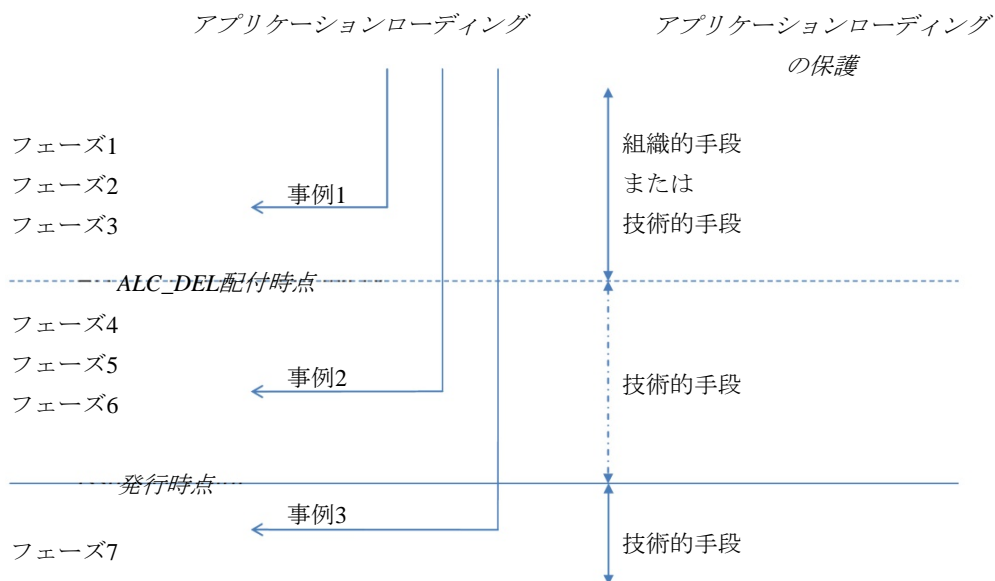 アプリケーションローディング
アプリケーションローディング
の保護
フェーズ1
フェーズ2
フェーズ3
事例1
組織的手段
または
技術的手段
ALC_DEL配付時点
フェーズ4
フェーズ5
フェーズ6
事例2
技術的手段
発行時点
事例3
フェーズ7
技術的手段